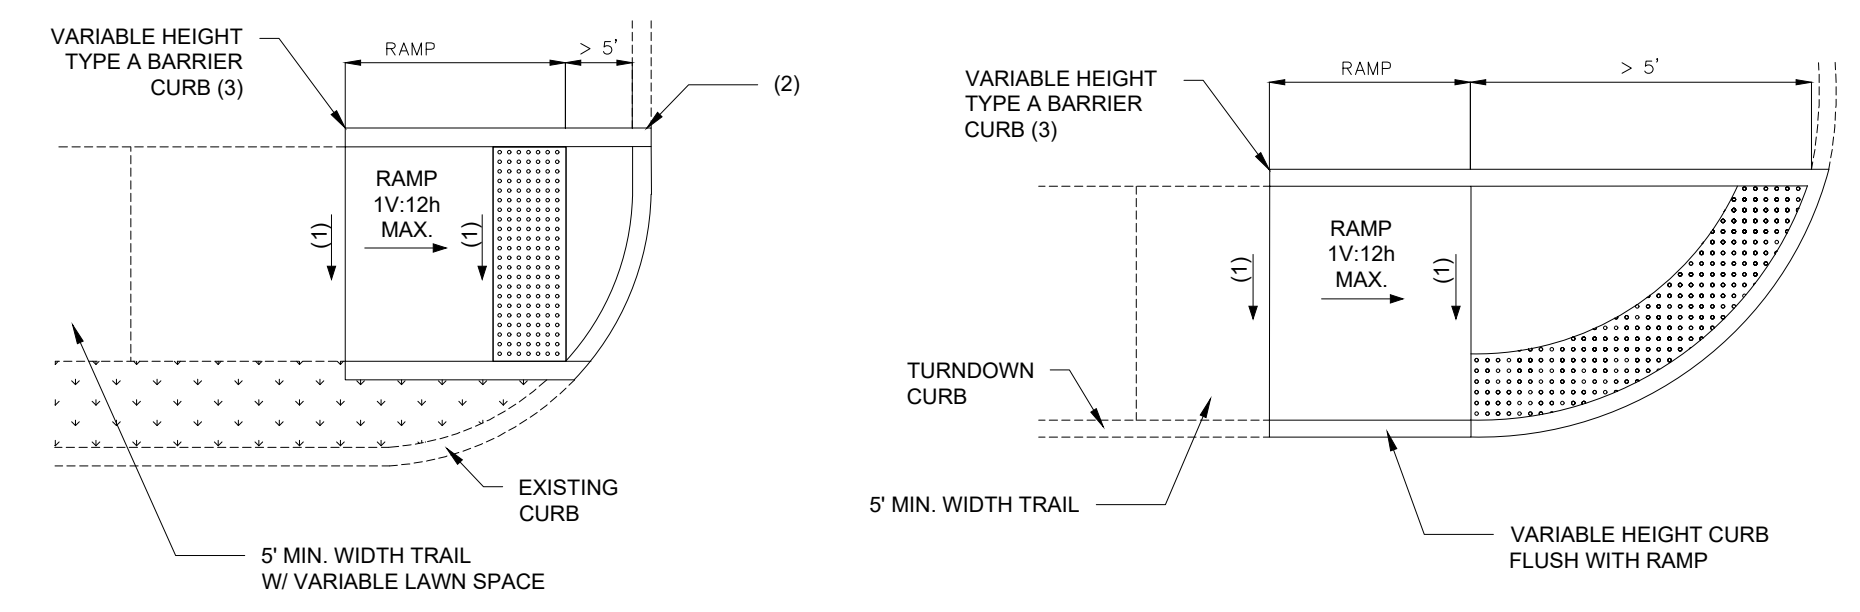 VARIABLE HEIGHT
TYPE A BARRIER
CURB (3)
RAMP
> 5'
(2)
RAMP
1V:12h
MAX.
(1)
(1)
EXISTING
CURB
5' MIN. WIDTH TRAIL
W/ VARIABLE LAWN SPACE
VARIABLE HEIGHT
TYPE A BARRIER
CURB (3)
RAMP
> 5'
RAMP
1V:12h
MAX.
(1)
(1)
TURNDOWN
CURB
5' MIN. WIDTH TRAIL
VARIABLE HEIGHT CURB
FLUSH WITH RAMP